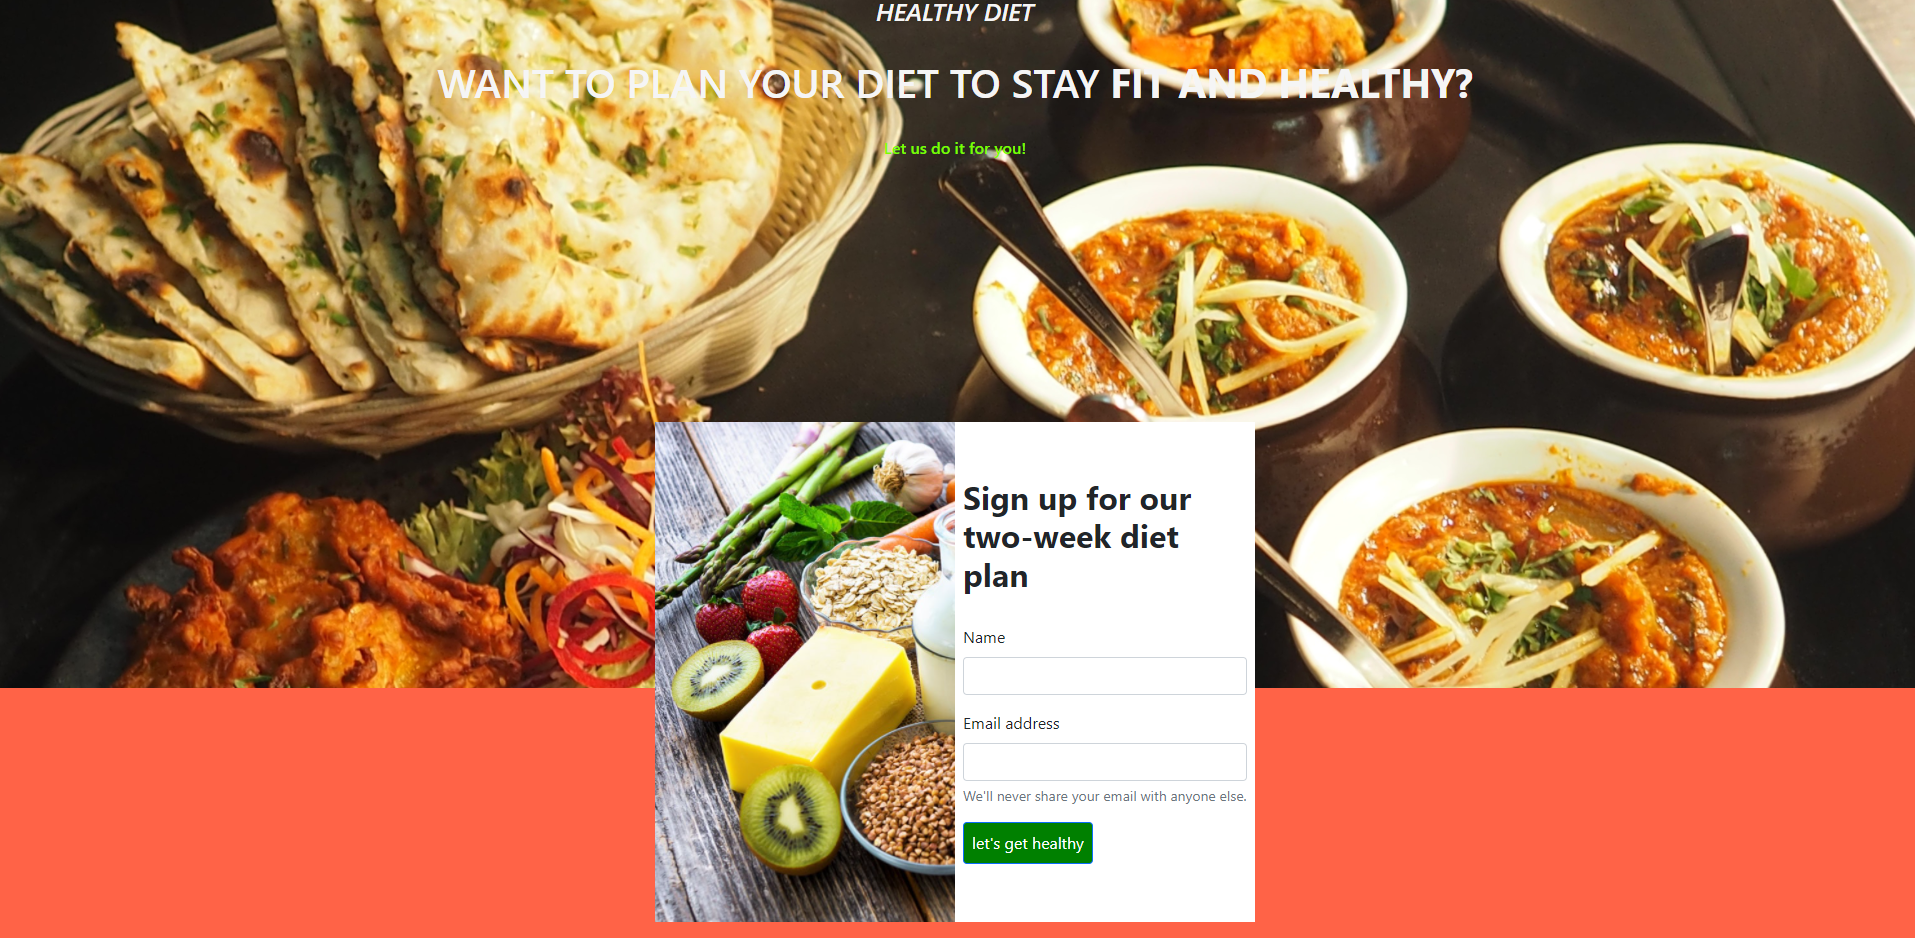 HEALTHY DIET
WANT TO PLAN YOUR DIET TO STAY FIT AND HEALTHY?
Let us do it for you!
Sign up for our
two-week diet
plan
Name
Email address
We'll never share your email with anyone else.
let's get healthy